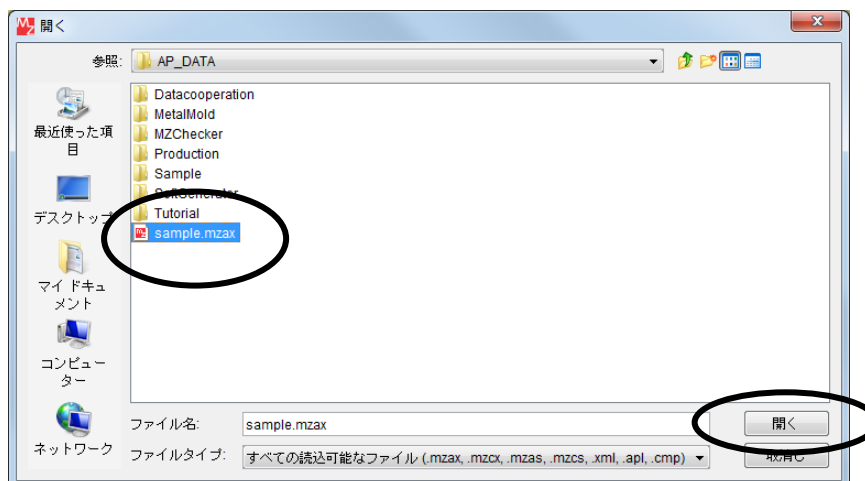 開く
参照:
AP_DATA
Datacooperation
MetalMold
MZChecker
Production
Sample
SoftGenerator
Tutorial
sample.mzax
最近使った項
目
デスクトップ
マイ ドキュ
メント
コンピュー
ター
ネットワーク
ファイル名:
sample.mzax
開く
ファイルタイプ:
すべての読込可能なファイル (.mzax, .mzcx, .mzas, .mzcs, .xml, .apl, .cmp)
取消し